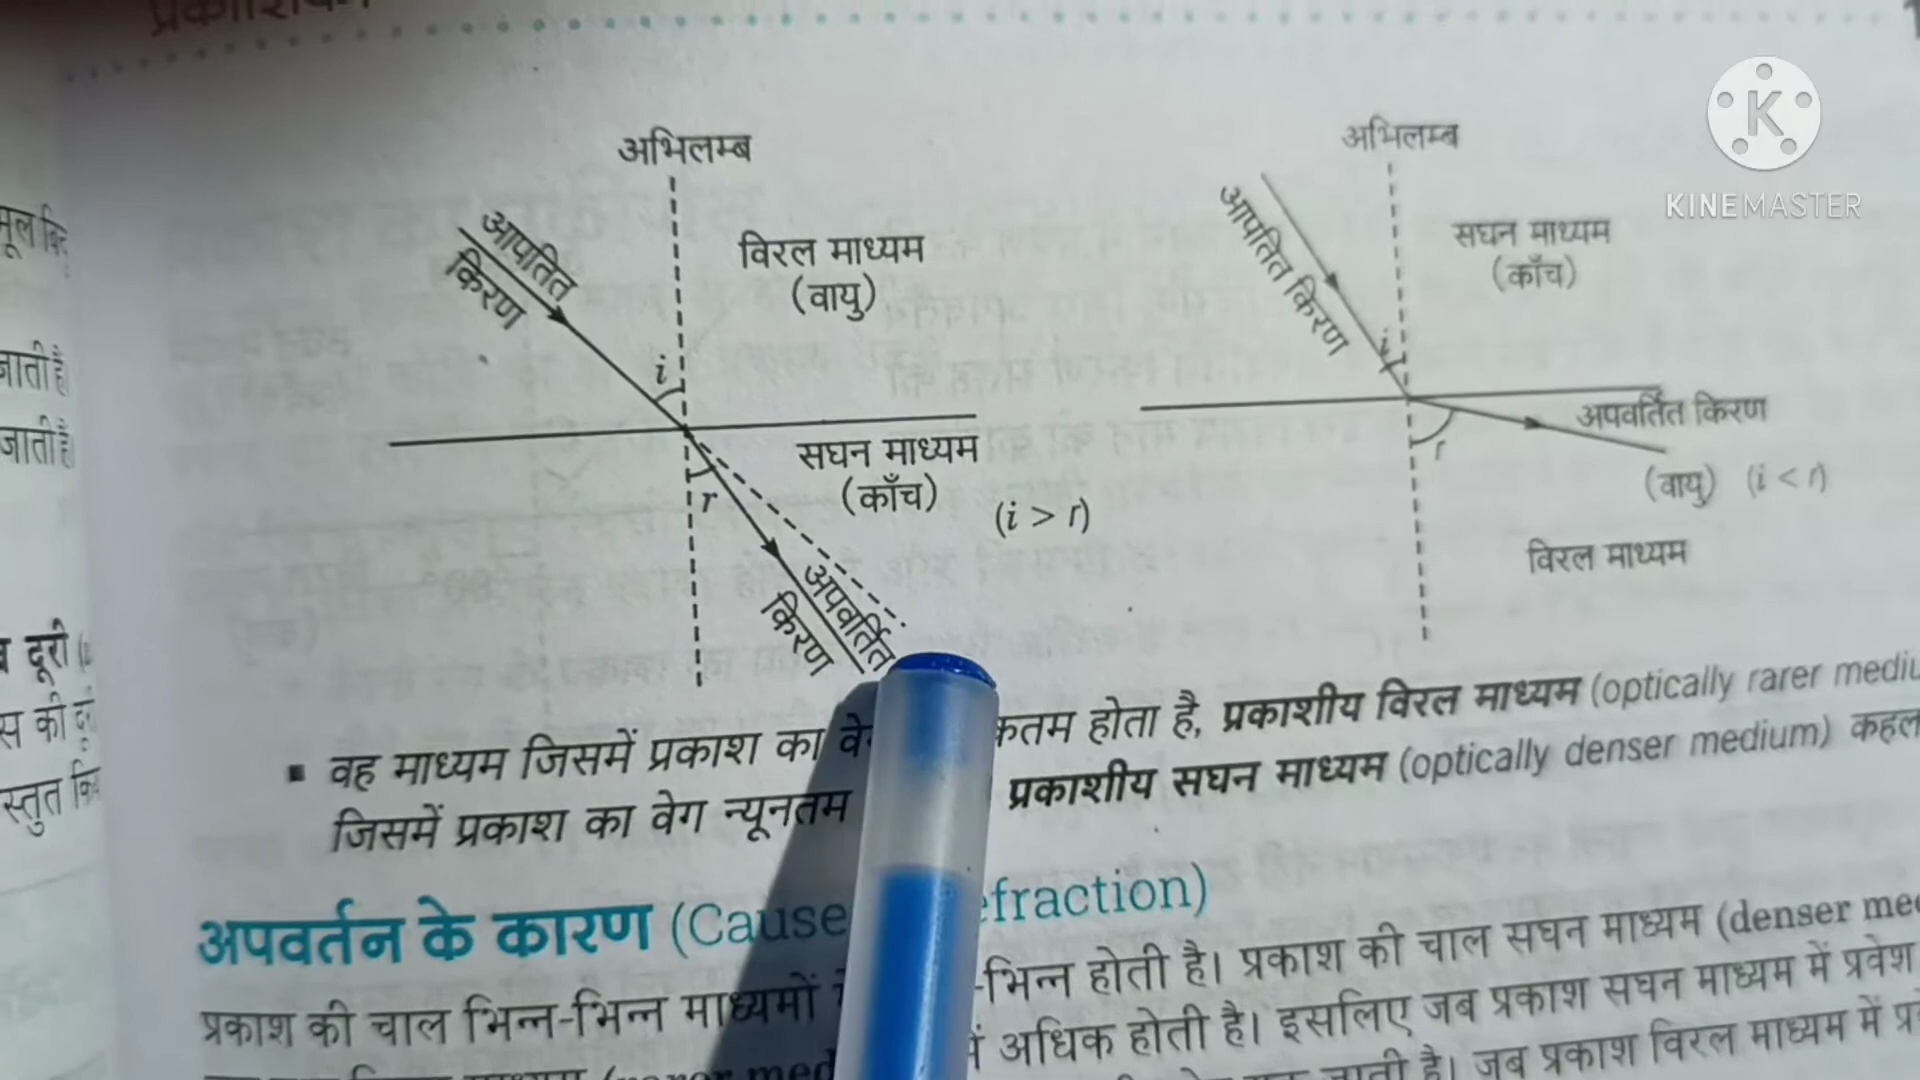 अभिलम्ब
आपतित
किरण
विरल माध्यम
(वायु)
i
सघन माध्यम
(काँच)
(i > r)
r
अपवर्तित
किरण
अभिलम्ब
आपतित किरण
सघन माध्यम
(काँच)
i
अपवर्तित किरण
r
(वायु) (i < r)
विरल माध्यम
KINEMASTER
जाती है
जाती है
दूरी
स की
वह माध्यम जिसमें प्रकाश का होता है, प्रकाशीय विरल माध्यम (optically rarer
जिसमें प्रकाश का वेग न्यूनतम प्रकाशीय सघन माध्यम (optically denser medium)
अपवर्तन के कारण (Cause
प्रकाश की चाल भिन्न-भिन्न माध्यमों -भिन्न होती है। प्रकाश की चाल सघन माध्यम (denser
में अधिक होती है। इसलिए जब प्रकाश सघन माध्यम में प्रवेश
जाती है। जब प्रकाश विरल माध्यम में